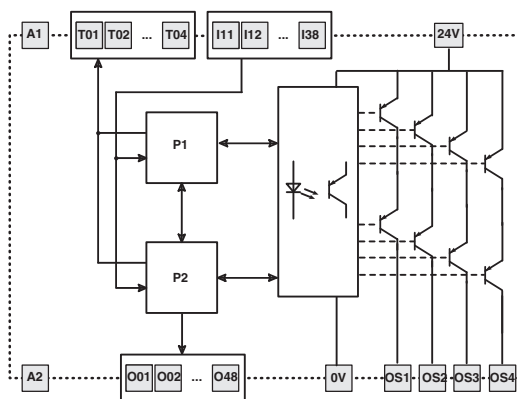 A1 T01 T02 ... T04 I11 I12 ... I38 24V
P1
P2
A2 O01 O02 ... O48 0V OS1 OS2 OS3 OS4